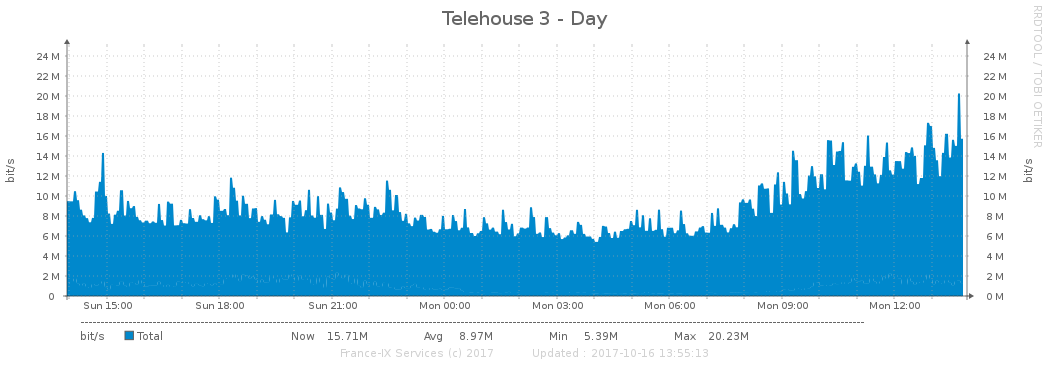 Telehouse 3 - Day
RRDTOOL / TOBI OETIKER
bit/s
24 M 24 M
22 M 22 M
20 M 20 M
18 M 18 M
16 M 16 M
14 M 14 M
12 M 12 M
10 M 10 M
8 M 8 M
6 M 6 M
4 M 4 M
2 M 2 M
0 0 M
bit/s
Sun 15:00 Sun 18:00 Sun 21:00 Mon 00:00 Mon 03:00 Mon 06:00 Mon 09:00 Mon 12:00
bit/s Total Now 15.71M Avg 8.97M Min 5.39M Max 20.23M
France-IX Services (c) 2017 Updated : 2017-10-16 13:55:13